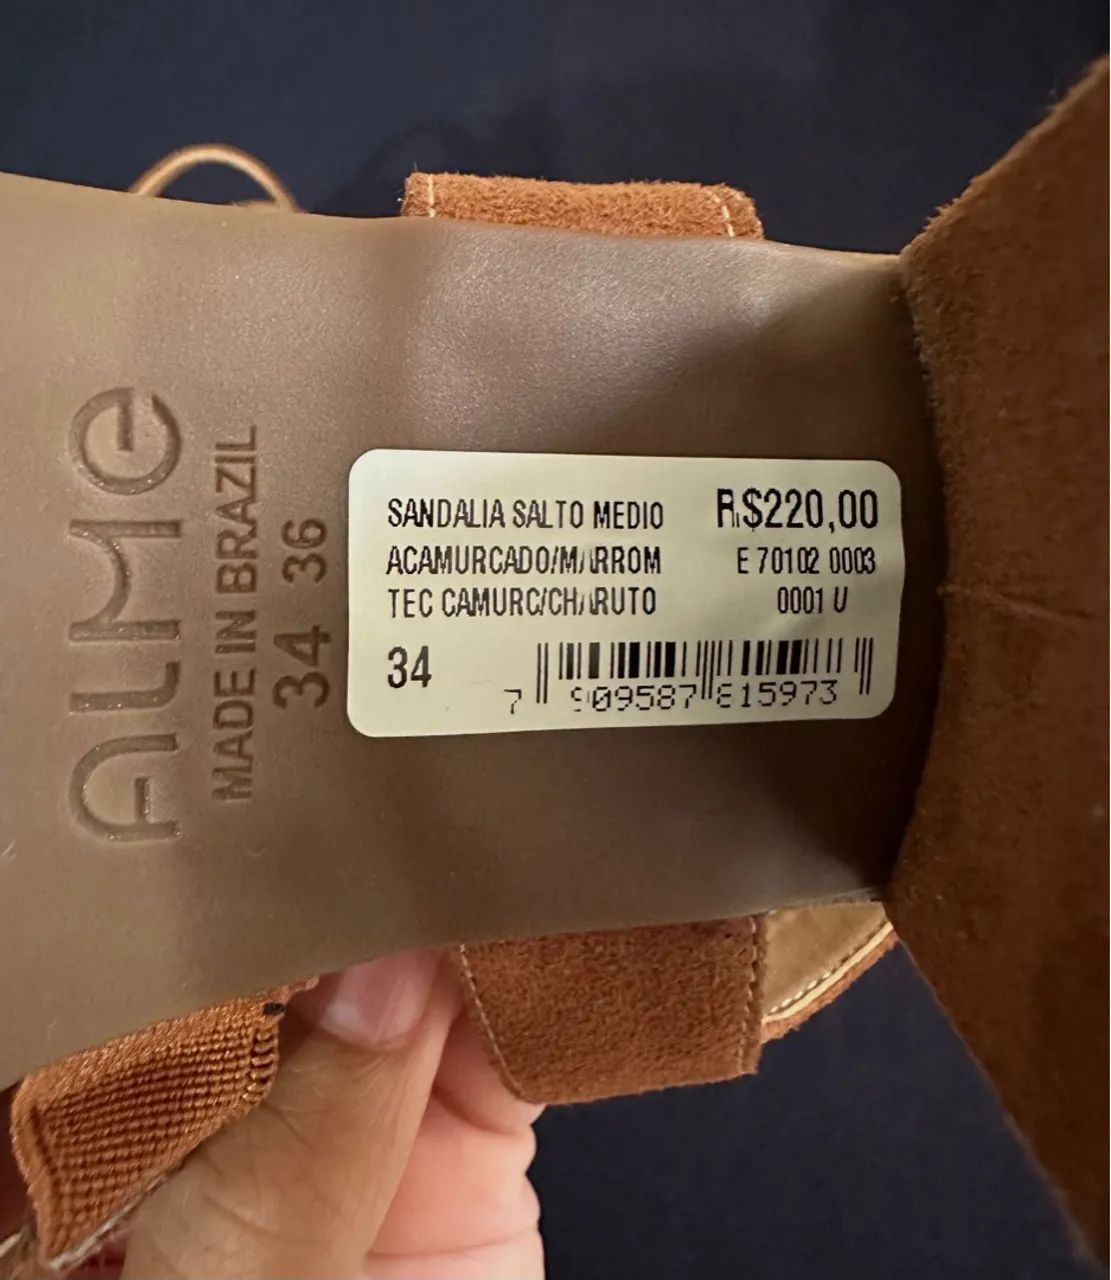 ALME
MADE IN BRAZIL
34 36
SANDALIA SALTO MEDIO R$220,00
ACAMURCADO/MARROM E 70102 0003
TEC CAMURC/CHARUTO 0001 U
34
7 909587 815973